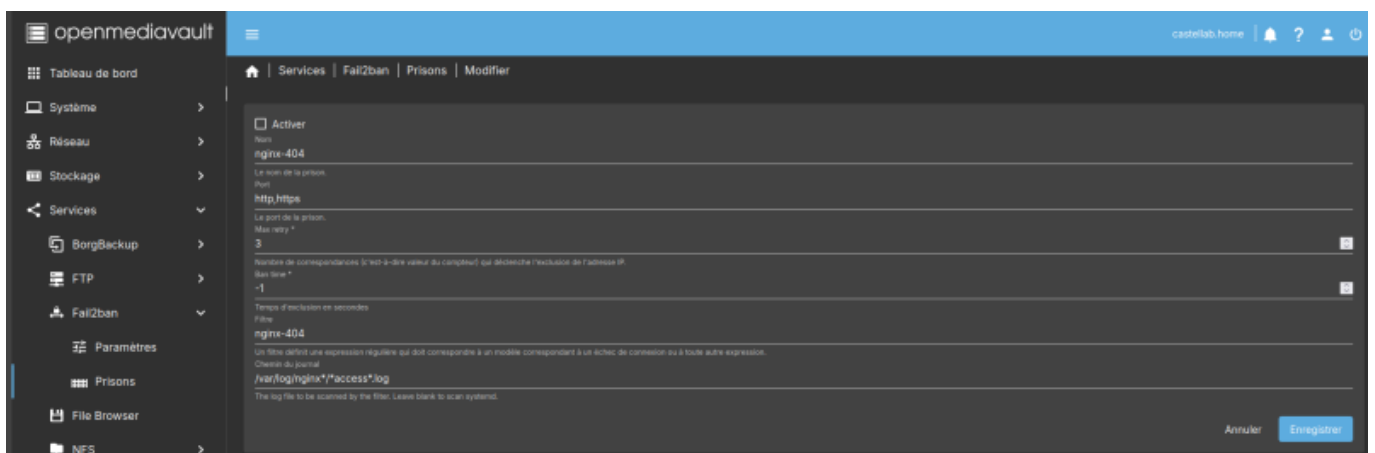 openmediavault
castellab.home
Tableau de bord
Services | Fail2ban | Prisons | Modifier
Système
Réseau
Stockage
Services
BorgBackup
FTP
Fail2ban
Paramètres
Prisons
File Browser
NFS
Activer
Nom
nginx-404
Le nom de la prison.
Port
http,https
Le port de la prison.
Max retry *
3
Nombre de correspondances (c'est-à-dire valeur du compteur) qui déclenche l'exclusion de l'adresse IP.
Ban time *
-1
Temps d'exclusion en secondes
Filtre
nginx-404
Un filtre définit une expression régulière qui doit correspondre à un modèle correspondant à un échec de connexion ou à toute autre expression.
Chemin du journal
/var/log/nginx*/*access*.log
The log file to be scanned by the filter. Leave blank to scan systemd.
Annuler
Enregistrer